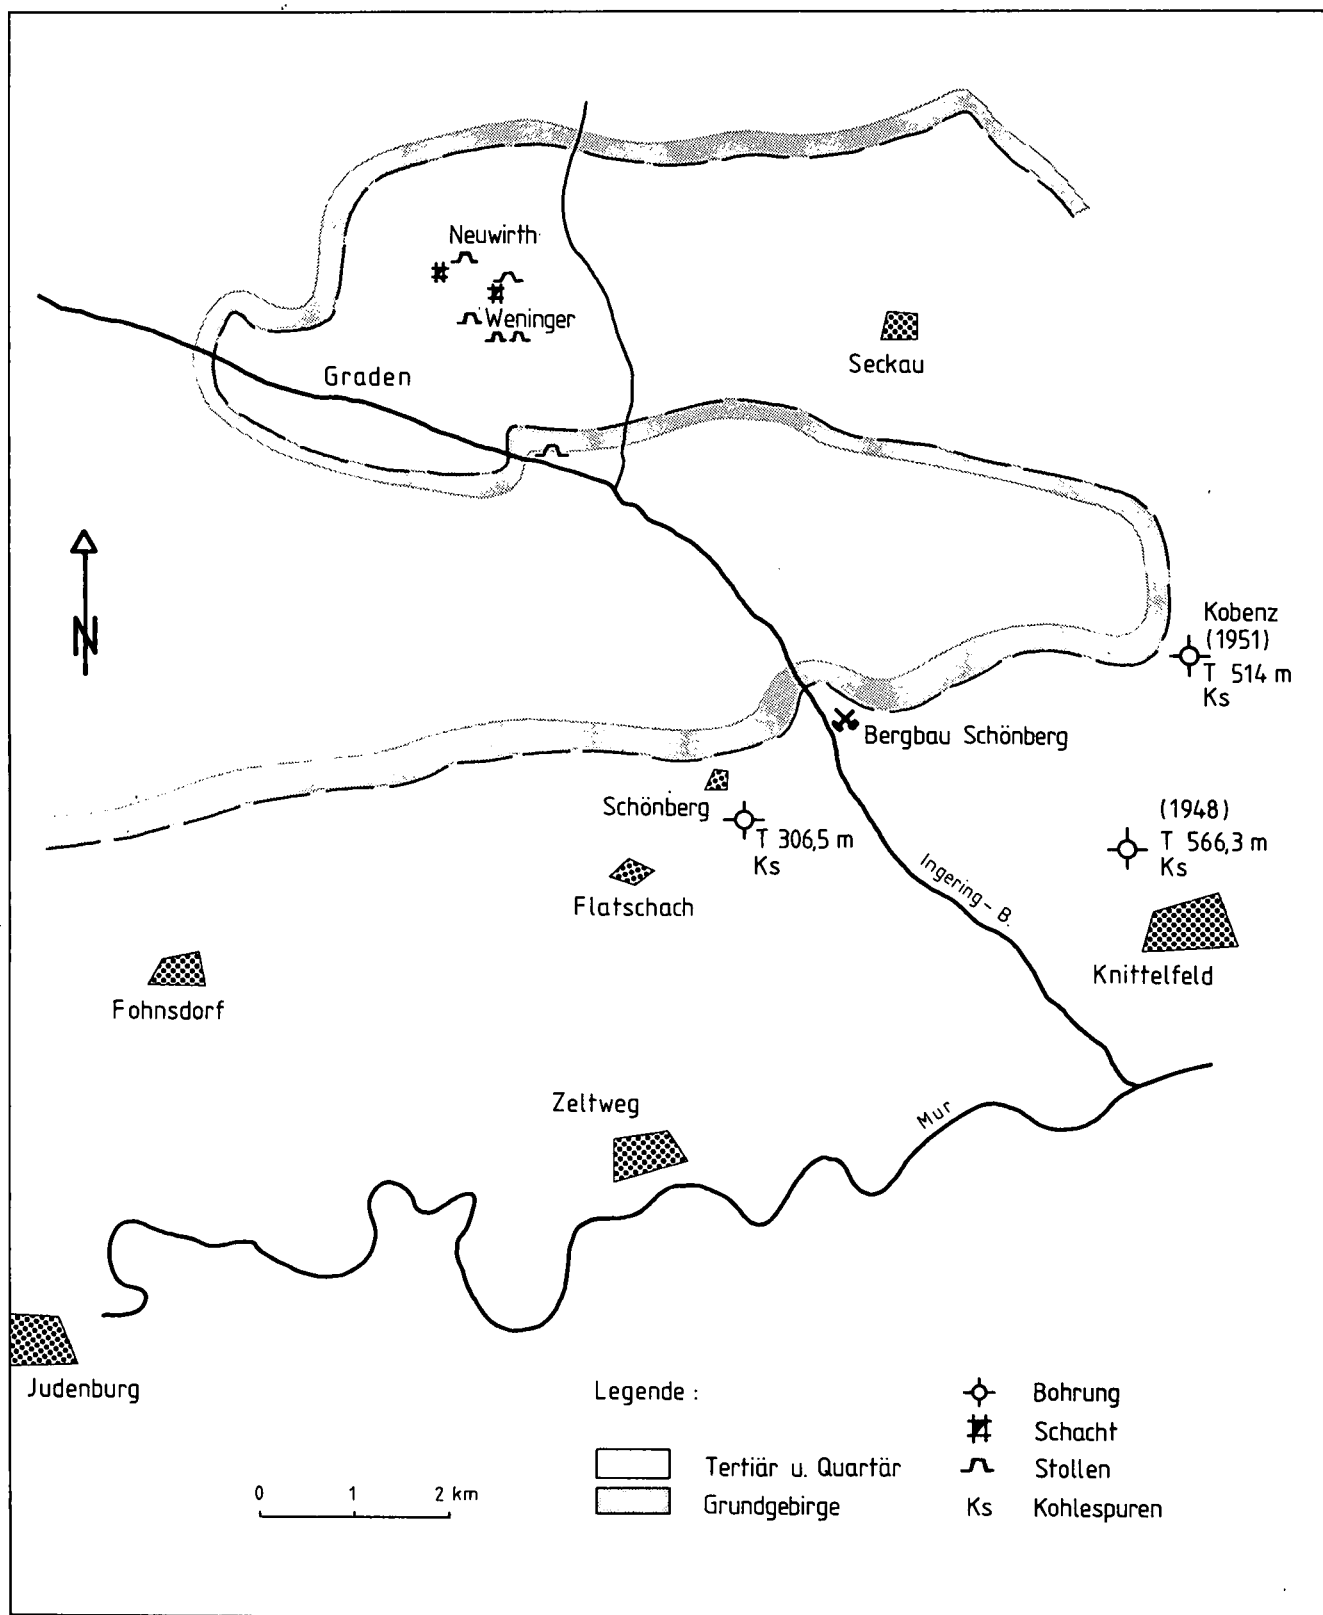 Neuwirth
Weninger
Seckau
Graden
N
Kobenz
(1951)
T 514 m
Ks
Bergbau Schönberg
Schönberg
T 306,5 m
Ks
(1948)
T 566,3 m
Ks
Flatschach
Ingering-B.
Knittelfeld
Fohnsdorf
Zeltweg
Mur
Judenburg
Legende :
Bohrung
Schacht
Tertiär u. Quartär
Stollen
Grundgebirge
Ks Kohlespuren
0 1 2 km